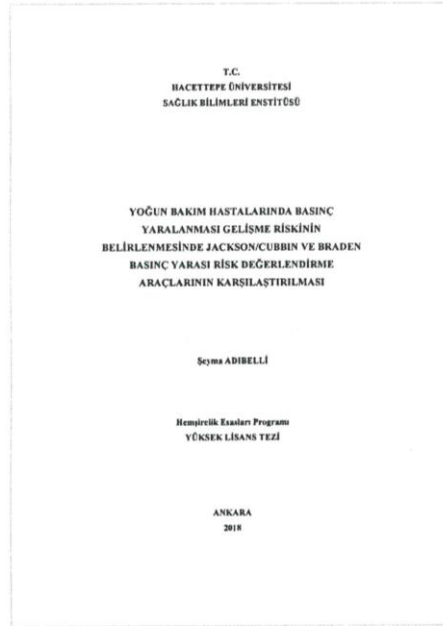 T.C.
HACETTEPE ÜNİVERSİTESİ
SAĞLIK BİLİMLERİ ENSTİTÜSÜ
YOĞUN BAKIM HASTALARINDA BASINÇ
YARALANMASI GELİŞME RİSKİNİN
BELİRLENMESİNDE JACKSON/CUBBIN VE BRADEN
BASINÇ YARASI RİSK DEĞERLENDİRME
ARAÇLARININ KARŞILAŞTIRILMASI
Şeyma ADIBELLİ
Hemşirelik Esasları Programı
YÜKSEK LİSANS TEZİ
ANKARA
2018